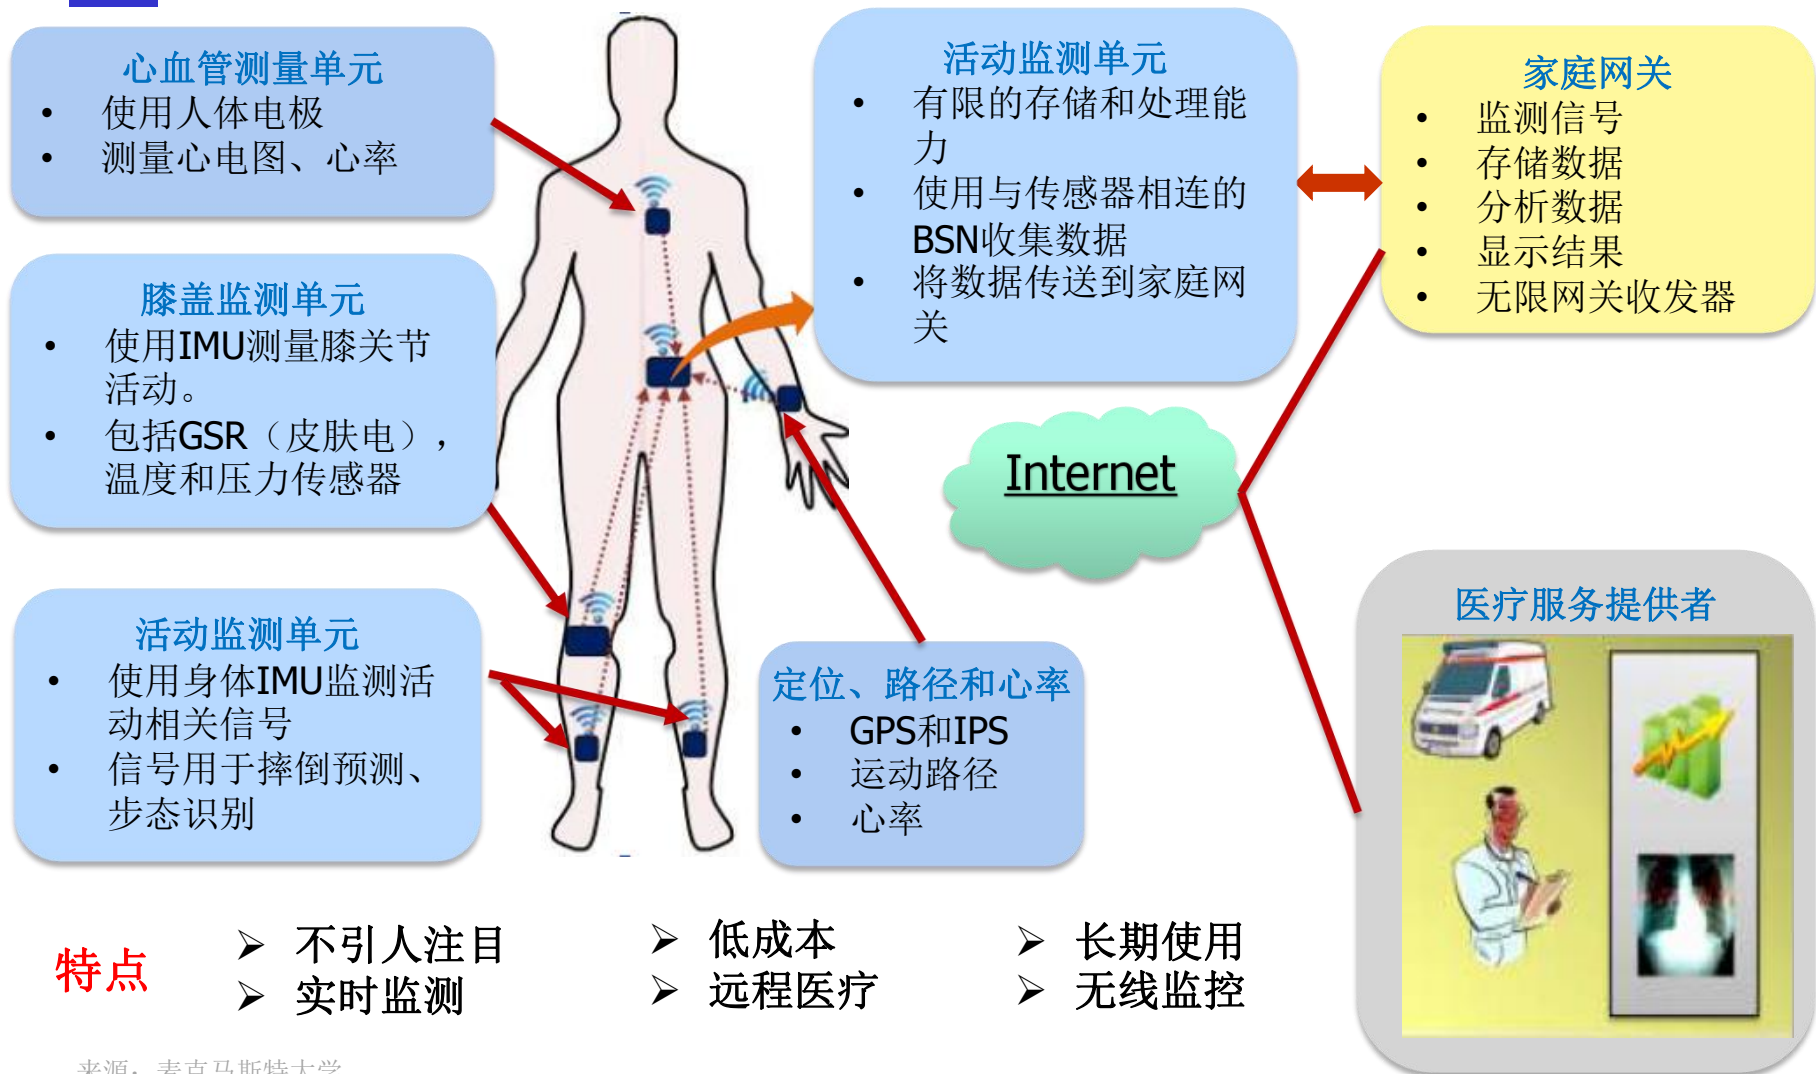 心血管测量单元
• 使用人体电极
• 测量心电图、心率
膝盖监测单元
• 使用IMU测量膝关节
活动。
• 包括GSR（皮肤电），
温度和压力传感器
活动监测单元
• 使用身体IMU监测活
动相关信号
• 信号用于摔倒预测、
步态识别
活动监测单元
• 有限的存储和处理能
力
• 使用与传感器相连的
BSN收集数据
• 将数据传送到家庭网
关
家庭网关
• 监测信号
• 存储数据
• 分析数据
• 显示结果
• 无限网关收发器
Internet
定位、路径和心率
• GPS和IPS
• 运动路径
• 心率
医疗服务提供者
特点
➢ 不引人注目
➢ 实时监测
➢ 低成本
➢ 远程医疗
➢ 长期使用
➢ 无线监控
来源：麦克马斯特大学